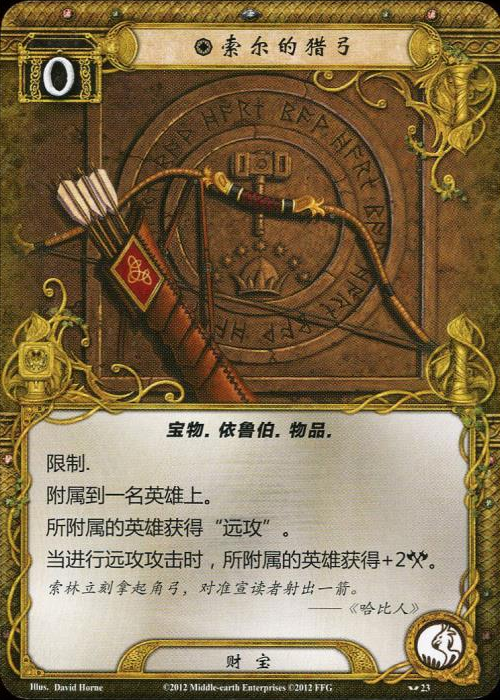 索尔的猎弓
0
宝物. 依鲁伯. 物品.
限制.
附属到一名英雄上。
所附属的英雄获得“远攻”。
当进行远攻攻击时，所附属的英雄获得+2。
索林立刻拿起角弓，对准宣读者射出一箭。
——《哈比人》
财宝
Illus. David Horne ©2012 Middle-earth Enterprises ©2012 FFG 23